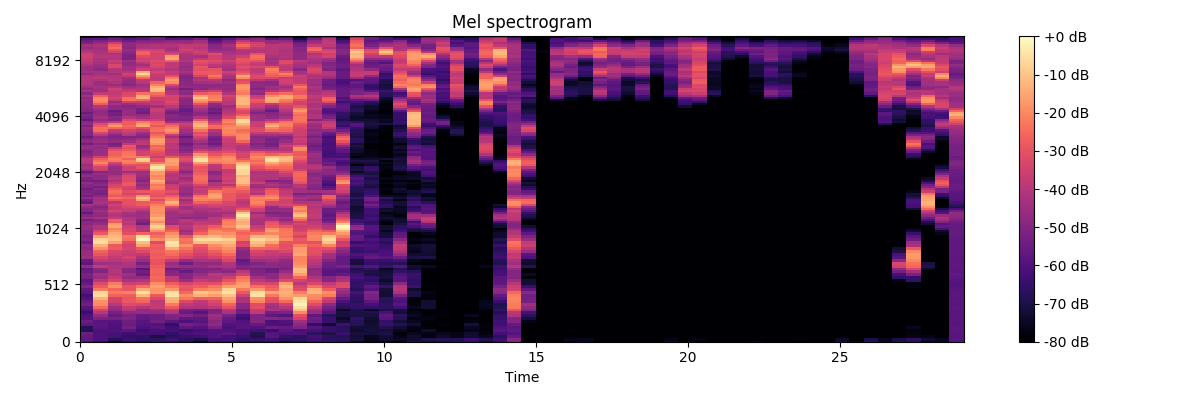 Mel spectrogram
Hz
8192
4096
2048
1024
512
0
0 5 10 15 20 25
Time
+0 dB
-10 dB
-20 dB
-30 dB
-40 dB
-50 dB
-60 dB
-70 dB
-80 dB